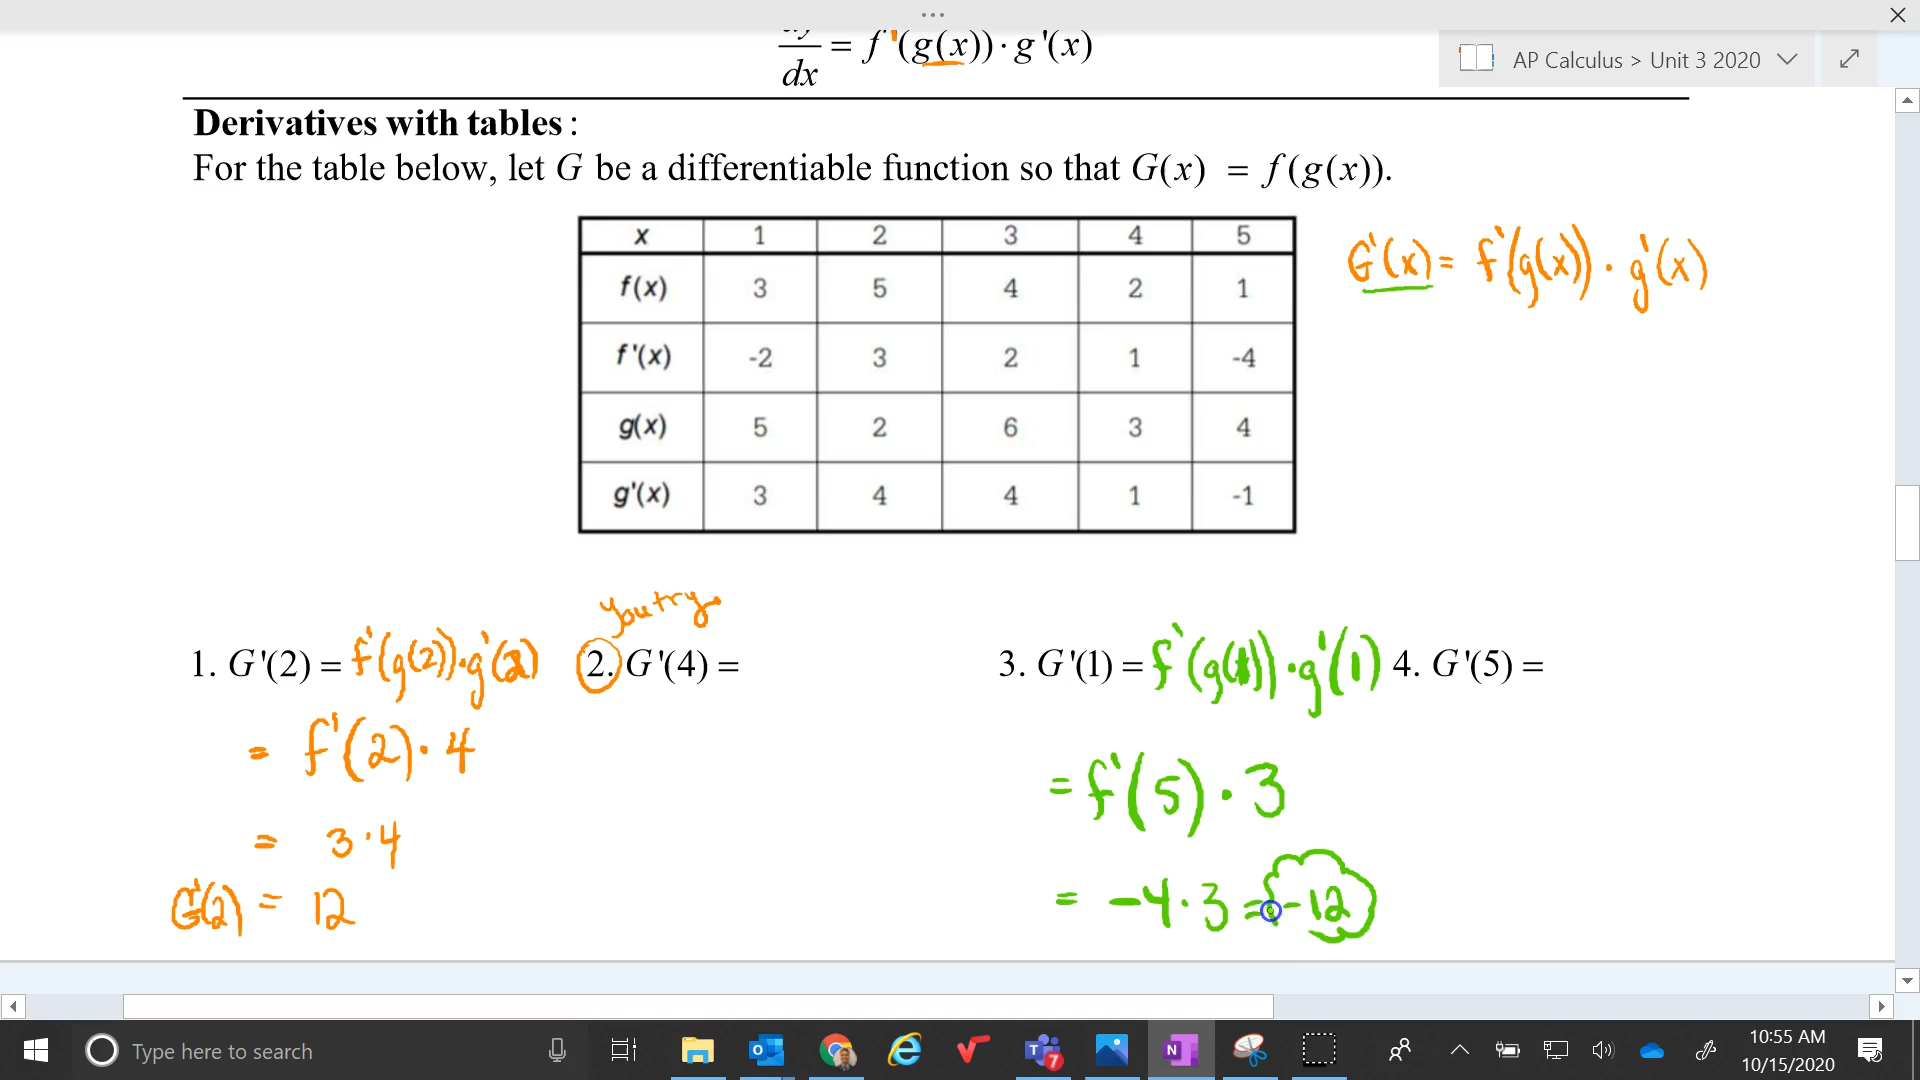 dy/dx = f'(g(x)) · g'(x)
AP Calculus > Unit 3 2020
Derivatives with tables :
For the table below, let G be a differentiable function so that G(x) = f(g(x)).
x 1 2 3 4 5
f(x) 3 5 4 2 1
f'(x) -2 3 2 1 -4
g(x) 5 2 6 3 4
g'(x) 3 4 4 1 -1
G'(x) = f'(g(x)) · g'(x)
you try
1. G'(2) = f'(g(2)) · g'(2)
2. G'(4) =
3. G'(1) = f'(g(1)) · g'(1)
4. G'(5) =
= f'(2) · 4
= 3 · 4
G'(2) = 12
= f'(5) · 3
= -4 · 3 = -12
Type here to search
7
10:55 AM
10/15/2020